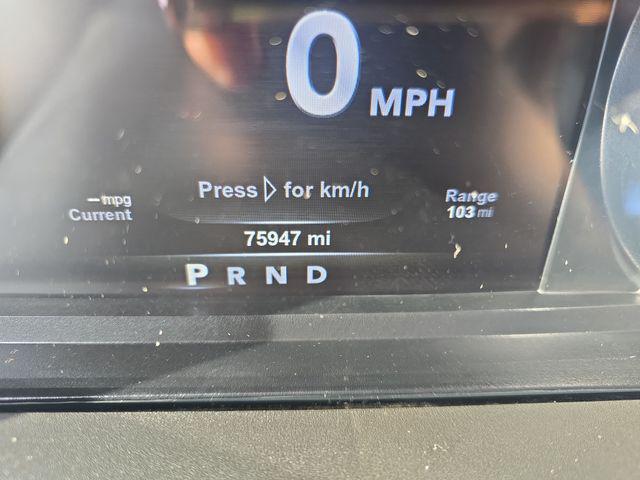 0 MPH
Press ▷ for km/h
-- mpg
Current
Range
103 mi
75947 mi
P R N D